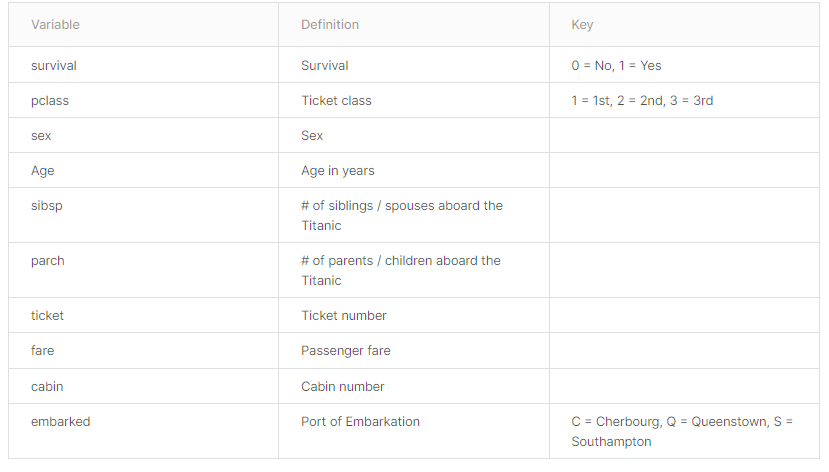 Variable Definition Key
survival Survival 0 = No, 1 = Yes
pclass Ticket class 1 = 1st, 2 = 2nd, 3 = 3rd
sex Sex
Age Age in years
sibsp # of siblings / spouses aboard the
Titanic
parch # of parents / children aboard the
Titanic
ticket Ticket number
fare Passenger fare
cabin Cabin number
embarked Port of Embarkation C = Cherbourg, Q = Queenstown, S =
Southampton